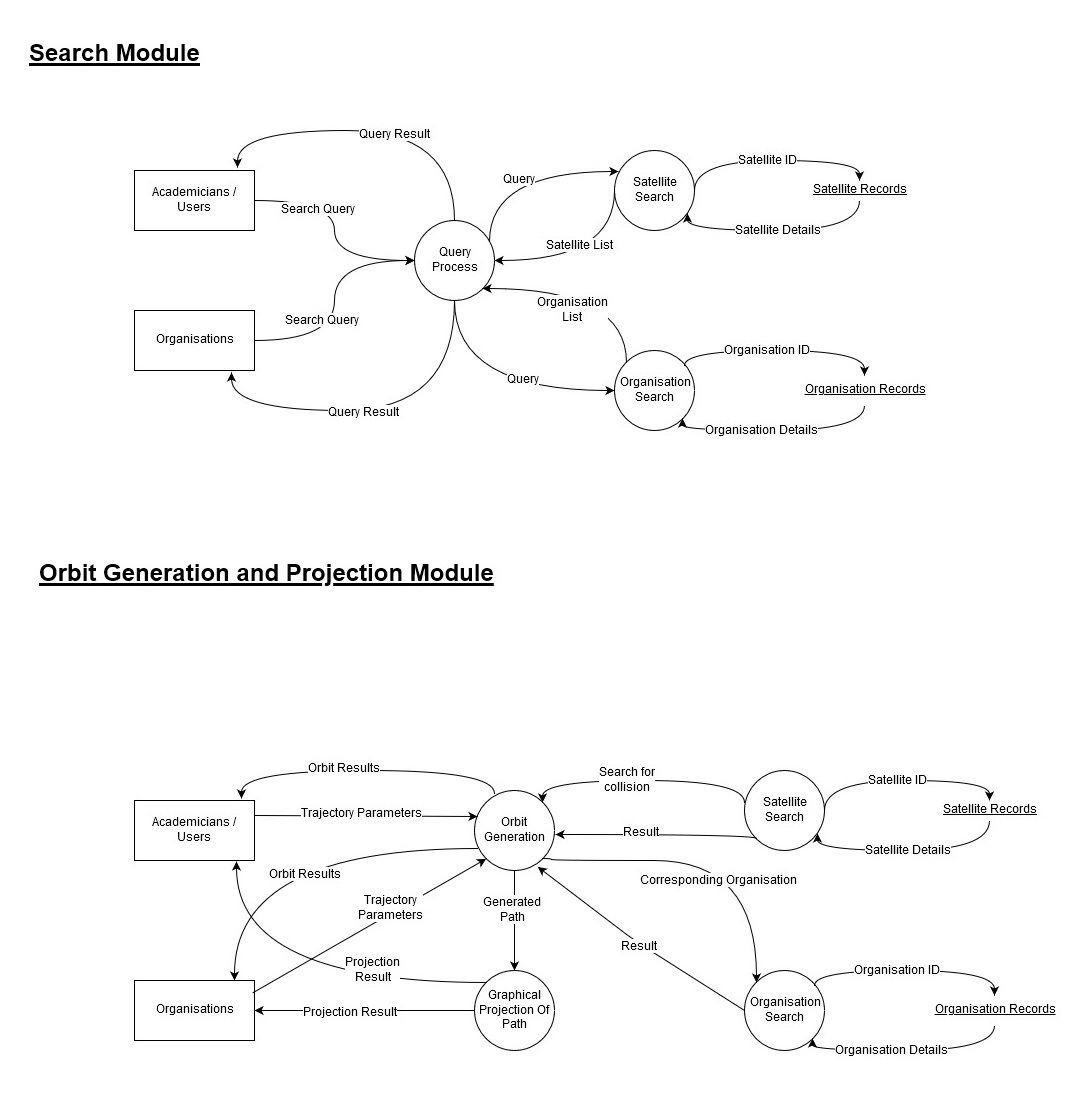 Search Module
Query Result
Academicians /
Users
Search Query
Query
Satellite
Search
Satellite ID
Satellite Records
Satellite Details
Satellite List
Query
Process
Organisations
Search Query
Organisation
List
Query
Query Result
Organisation
Search
Organisation ID
Organisation Records
Organisation Details
Orbit Generation and Projection Module
Orbit Results
Academicians /
Users
Trajectory Parameters
Orbit
Generation
Search for
collision
Result
Satellite
Search
Satellite ID
Satellite Records
Satellite Details
Orbit Results
Trajectory
Parameters
Generated
Path
Corresponding Organisation
Result
Projection
Result
Organisations
Projection Result
Graphical
Projection Of
Path
Organisation
Search
Organisation ID
Organisation Records
Organisation Details